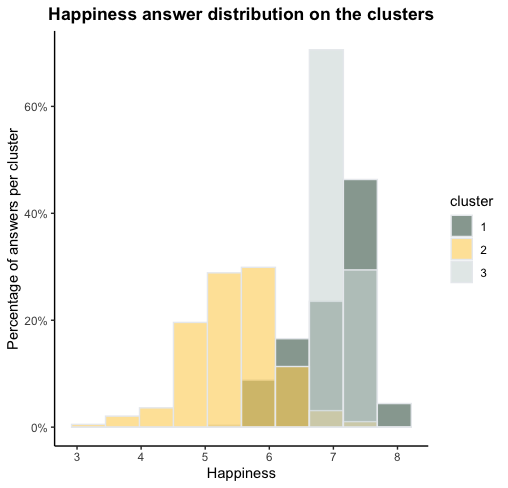 Happiness answer distribution on the clusters
Percentage of answers per cluster
60%
40%
20%
0%
3 4 5 6 7 8
Happiness
cluster
1
2
3